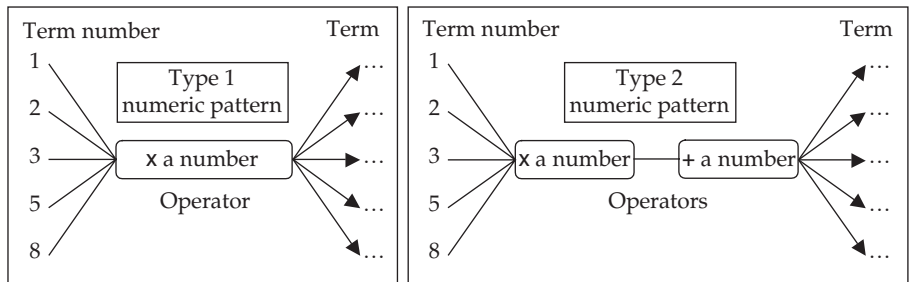 Term number Term
1 ...
Type 1
numeric pattern
2 ...
3 x a number ...
5 Operator ...
8 ...
Term number Term
1 ...
Type 2
numeric pattern
2 ...
3 x a number + a number ...
5 Operators ...
8 ...